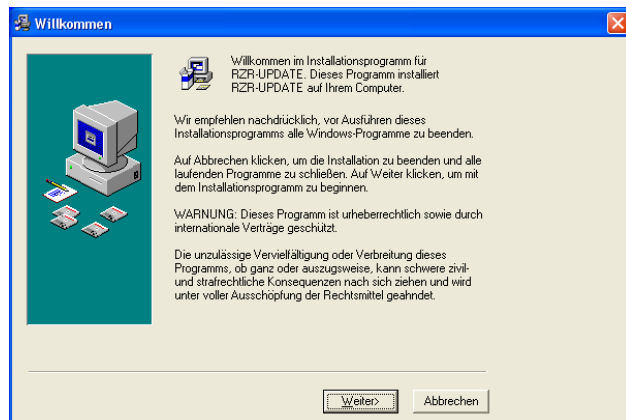 Willkommen
Willkommen im Installationsprogramm für
RZR-UPDATE. Dieses Programm installiert
RZR-UPDATE auf Ihrem Computer.
Wir empfehlen nachdrücklich, vor Ausführen dieses
Installationsprogramms alle Windows-Programme zu beenden.
Auf Abbrechen klicken, um die Installation zu beenden und alle
laufenden Programme zu schließen. Auf Weiter klicken, um mit
dem Installationsprogramm zu beginnen.
WARNUNG: Dieses Programm ist urheberrechtlich sowie durch
internationale Verträge geschützt.
Die unzulässige Vervielfältigung oder Verbreitung dieses
Programms, ob ganz oder auszugsweise, kann schwere zivil-
und strafrechtliche Konsequenzen nach sich ziehen und wird
unter voller Ausschöpfung der Rechtsmittel geahndet.
Weiter>
Abbrechen